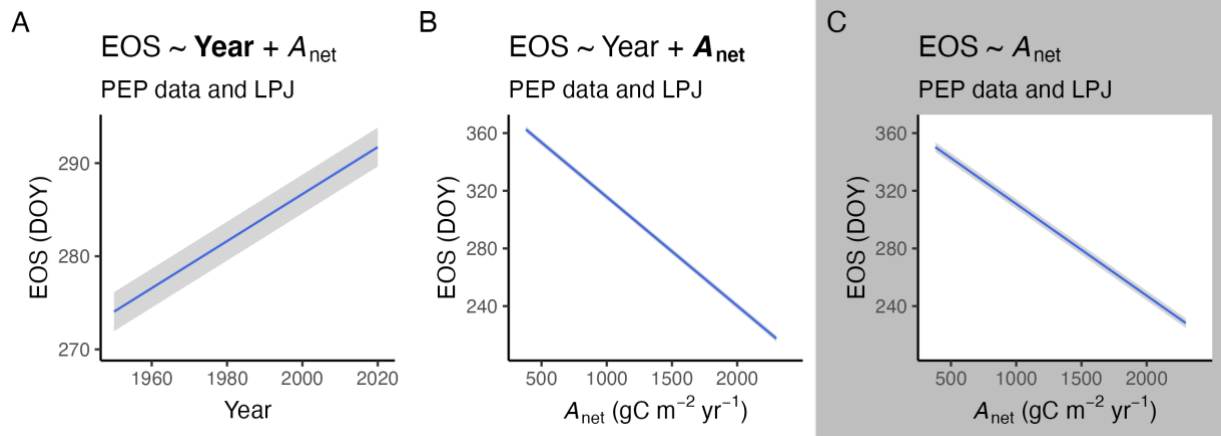 A
EOS ~ Year + Anet
PEP data and LPJ
EOS (DOY)
290
280
270
1960 1980 2000 2020
Year
B
EOS ~ Year + Anet
PEP data and LPJ
EOS (DOY)
360
320
280
240
500 1000 1500 2000
Anet (gC m⁻² yr⁻¹)
C
EOS ~ Anet
PEP data and LPJ
EOS (DOY)
360
320
280
240
500 1000 1500 2000
Anet (gC m⁻² yr⁻¹)